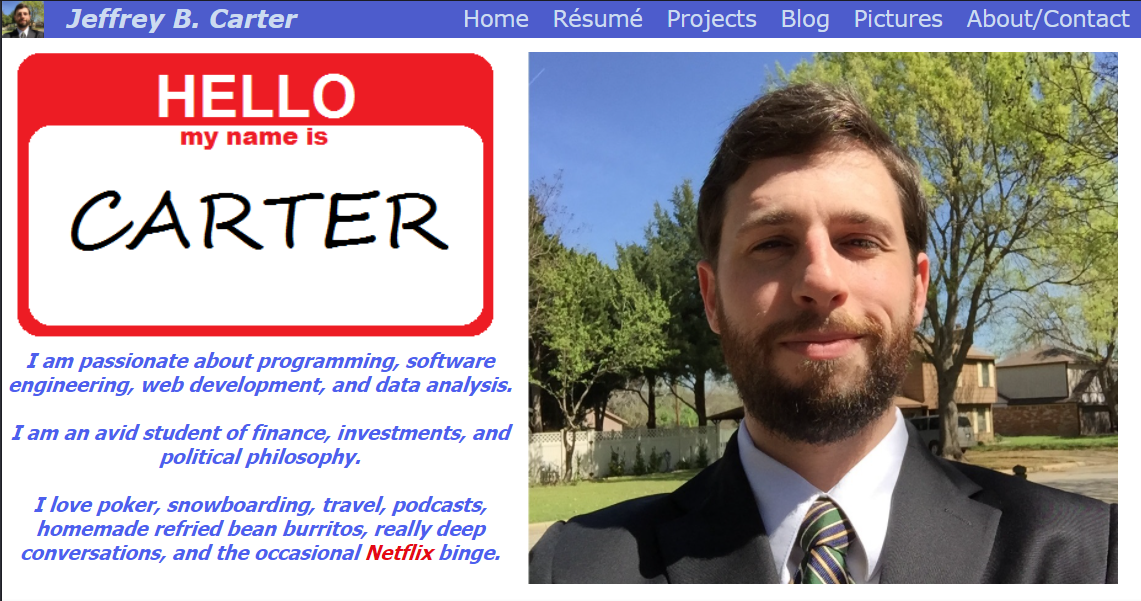 Jeffrey B. Carter
Home Résumé Projects Blog Pictures About/Contact
HELLO
my name is
CARTER
I am passionate about programming, software
engineering, web development, and data analysis.
I am an avid student of finance, investments, and
political philosophy.
I love poker, snowboarding, travel, podcasts,
homemade refried bean burritos, really deep
conversations, and the occasional Netflix binge.